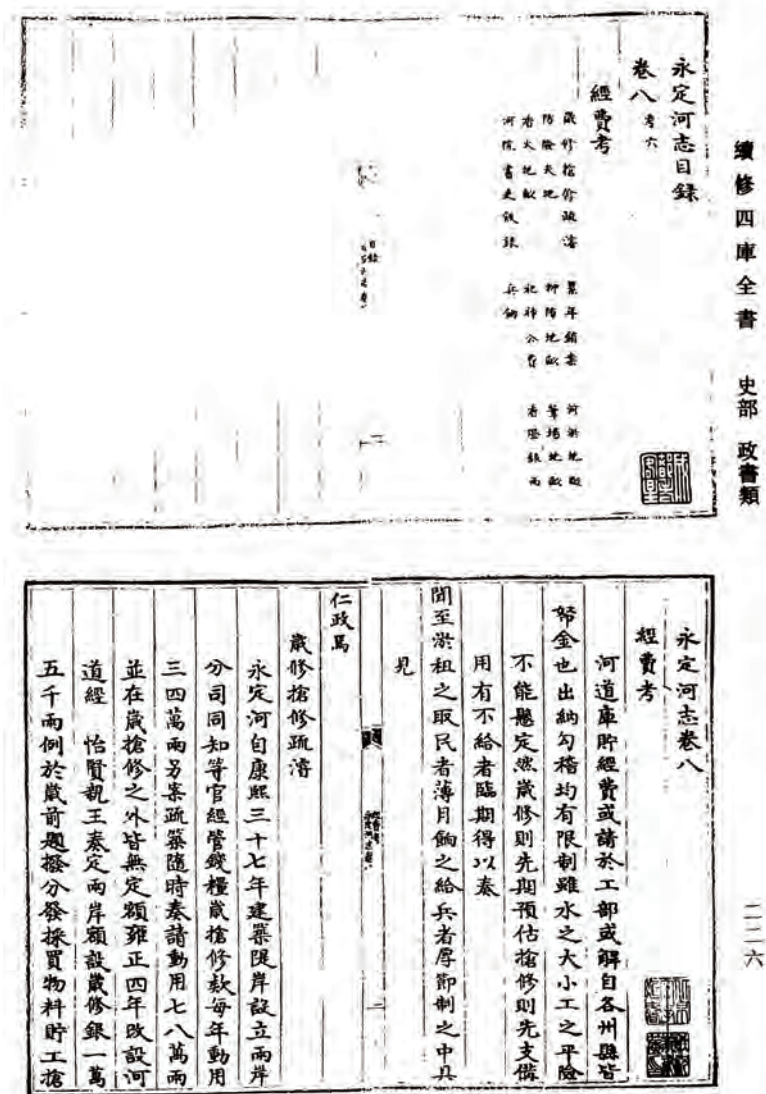 續修四庫全書 史部 政書類
二二六
永定河志目錄
卷八 考六
經費考
歲修搶修疏濬 累年銷案 河淤地畝
防險夫地 柳隙地畝 葦場地畝
香火地畝 祀神公費 香燈銀兩
河院書吏飯銀 兵餉
目錄
一
永定河志卷八
經費考
河道庫貯經費或請於工部或解自各州縣皆
帑金也出納勾稽均有限制雖水之大小工之平險
不能懸定然歲修則先期預估搶修則先支備
用有不給者臨期得以奏
聞至淤租之取民者薄月餉之給兵者厚節制之中具
見
仁政焉
歲修搶修疏濬
永定河自康熙三十七年建築隄岸設立兩岸
分司同知等官經管錢糧歲搶修款每年動用
三四萬兩另案疏築隨時奏請動用七八萬兩
並在歲搶修之外皆無定額雍正四年改設河
道經 怡賢親王奏定兩岸額設歲修銀一萬
五千兩例於歲前題撥分發採買物料貯工搶